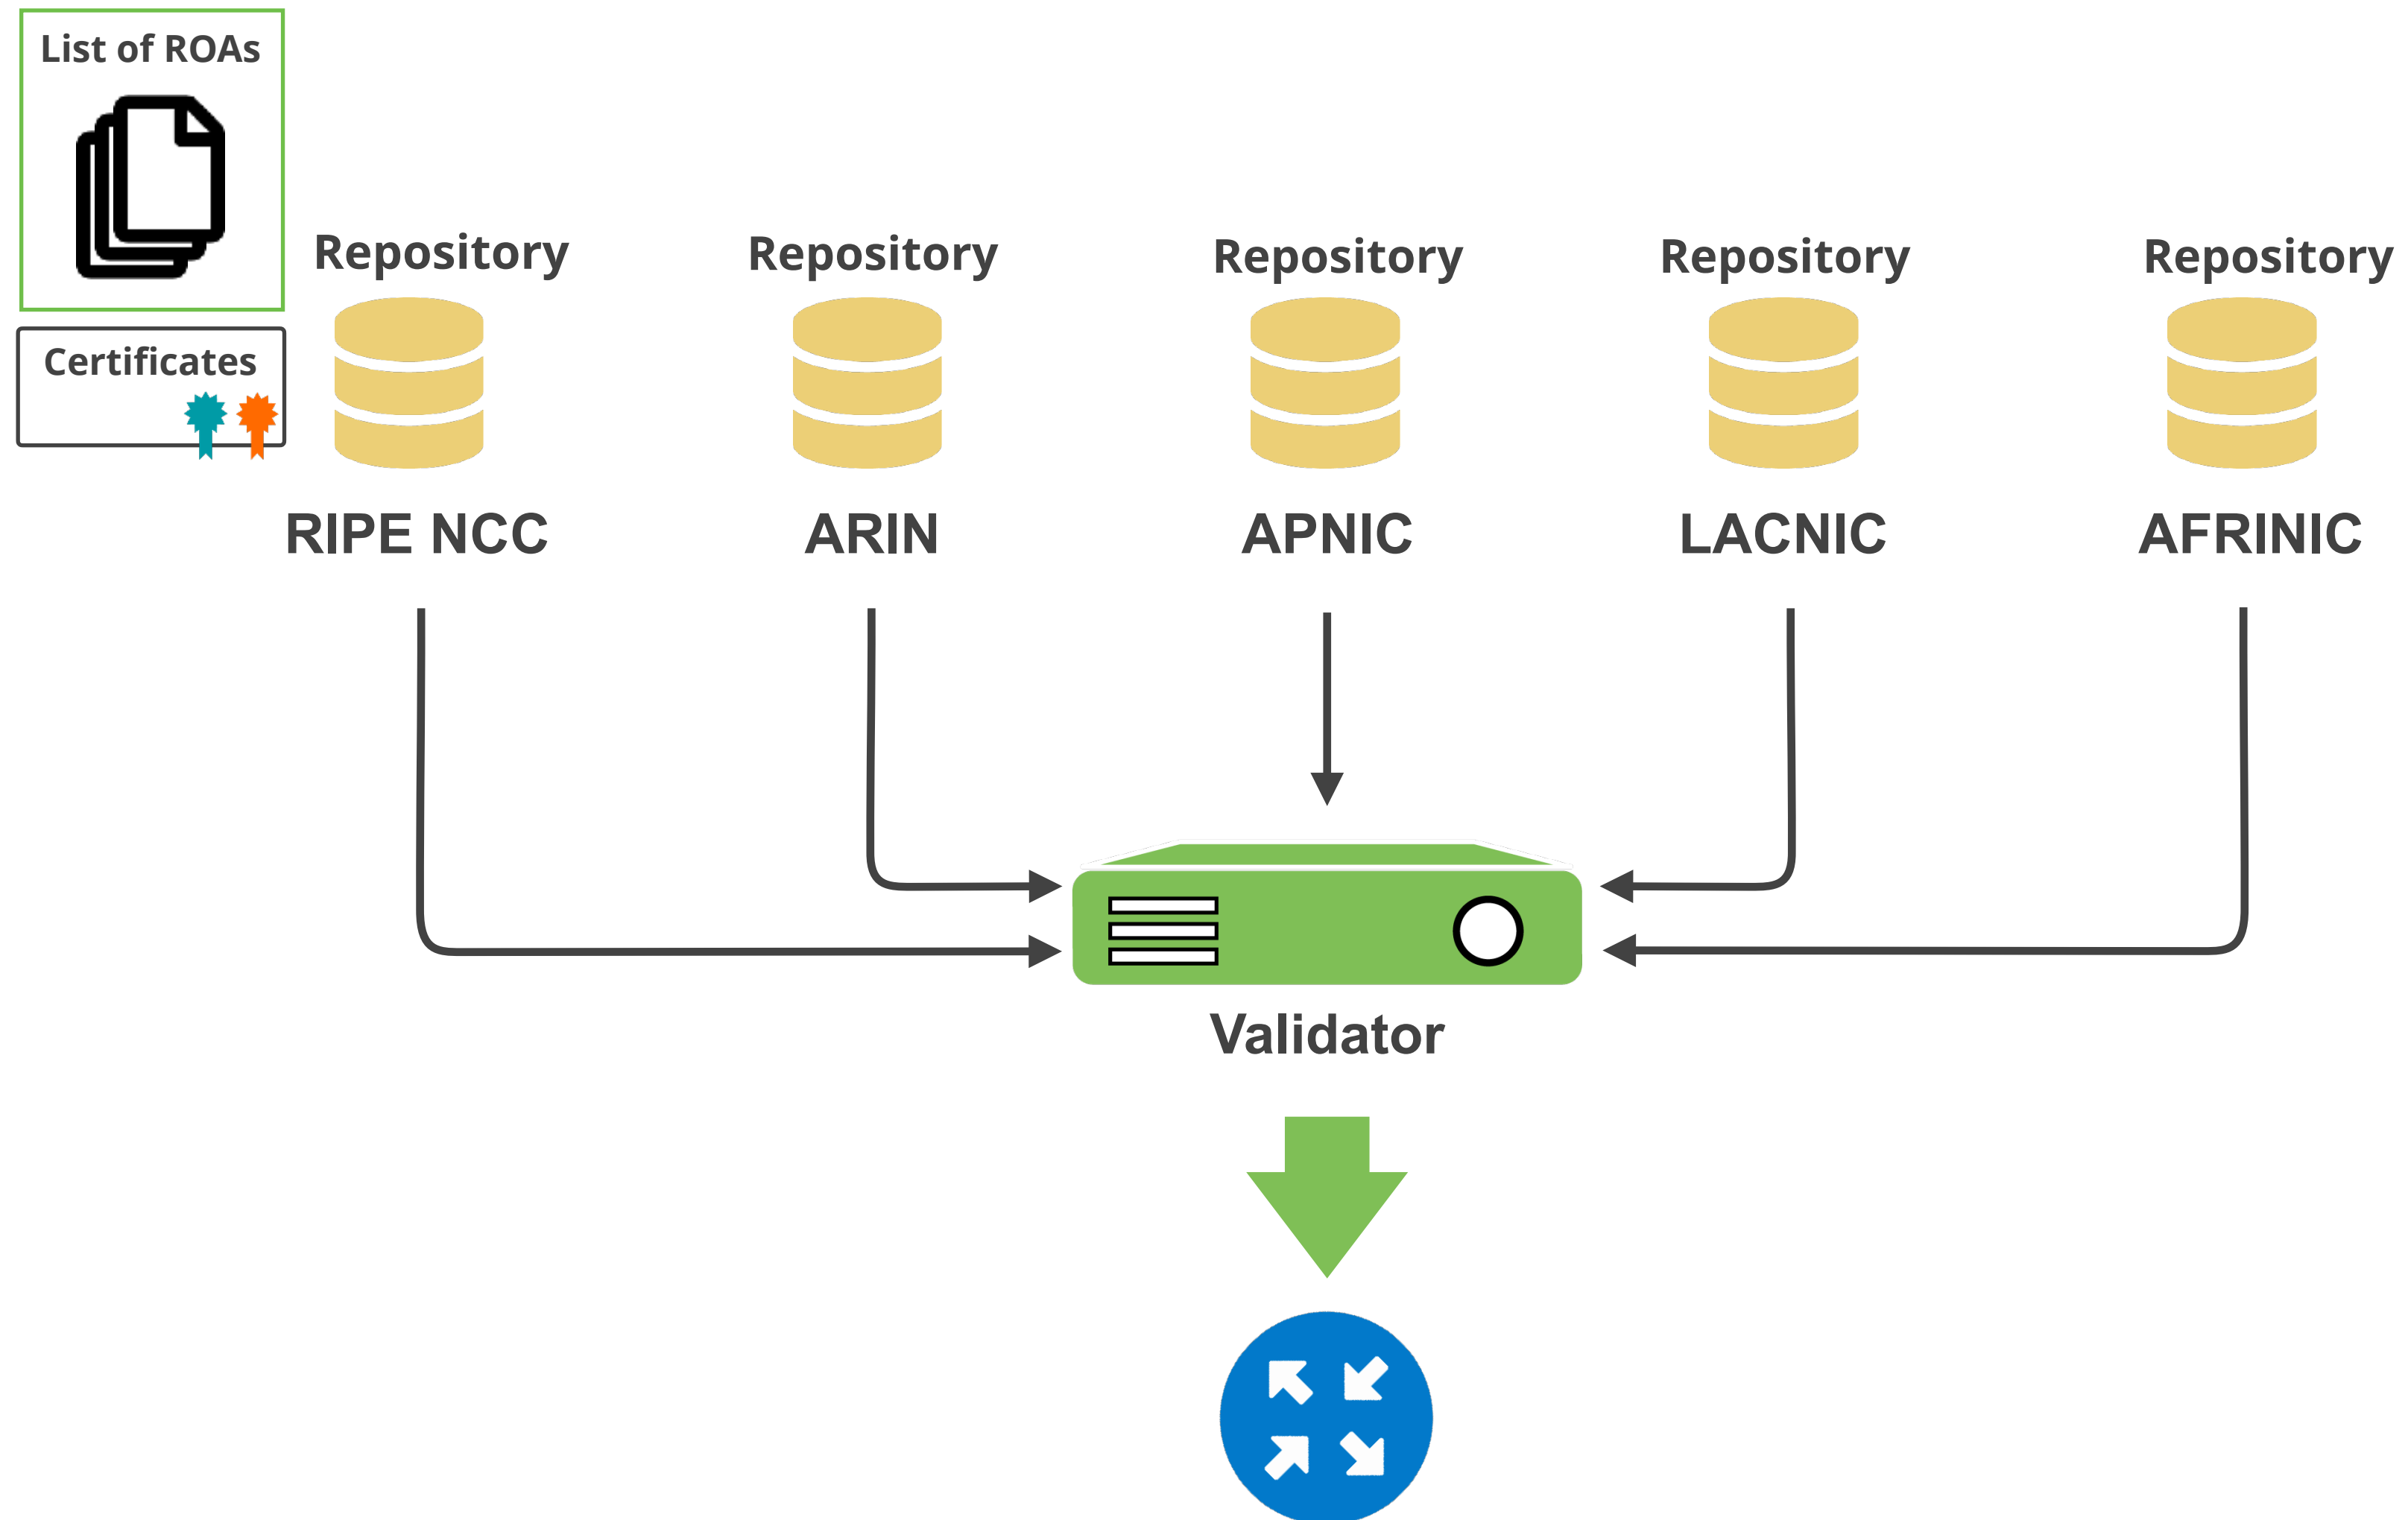 List of ROAs
Certificates
Repository
Repository
Repository
Repository
Repository
RIPE NCC
ARIN
APNIC
LACNIC
AFRINIC
Validator